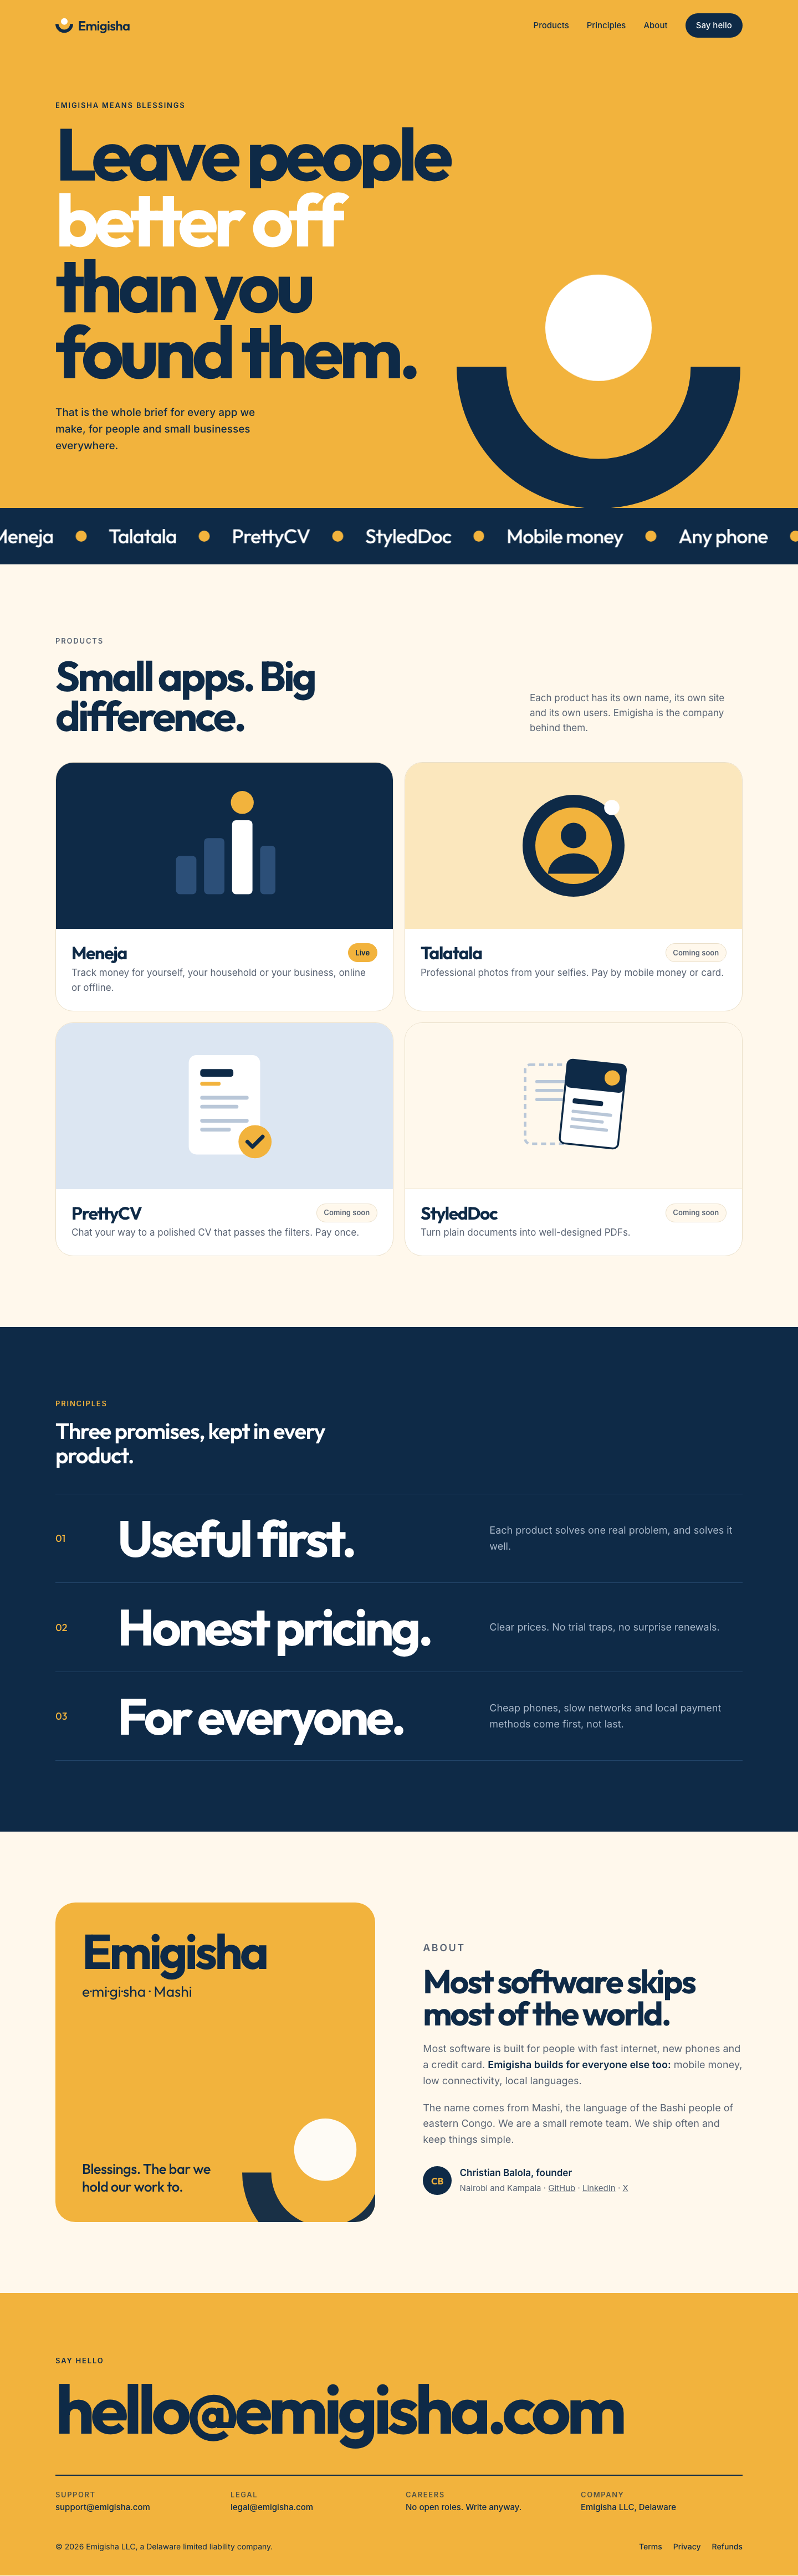 Emigisha
Products Principles About Say hello
EMIGISHA MEANS BLESSINGS
Leave people
better off
than you
found them.
That is the whole brief for every app we
make, for people and small businesses
everywhere.
Meneja Talatala PrettyCV StyledDoc Mobile money Any phone
PRODUCTS
Small apps. Big
difference.
Each product has its own name, its own site
and its own users. Emigisha is the company
behind them.
Meneja Live
Track money for yourself, your household or your business, online
or offline.
Talatala Coming soon
Professional photos from your selfies. Pay by mobile money or card.
PrettyCV Coming soon
Chat your way to a polished CV that passes the filters. Pay once.
StyledDoc Coming soon
Turn plain documents into well-designed PDFs.
PRINCIPLES
Three promises, kept in every
product.
01 Useful first.
Each product solves one real problem, and solves it
well.
02 Honest pricing.
Clear prices. No trial traps, no surprise renewals.
03 For everyone.
Cheap phones, slow networks and local payment
methods come first, not last.
Emigisha
e·mi·gi·sha · Mashi
Blessings. The bar we
hold our work to.
ABOUT
Most software skips
most of the world.
Most software is built for people with fast internet, new phones and
a credit card. Emigisha builds for everyone else too: mobile money,
low connectivity, local languages.
The name comes from Mashi, the language of the Bashi people of
eastern Congo. We are a small remote team. We ship often and
keep things simple.
CB
Christian Balola, founder
Nairobi and Kampala · GitHub · LinkedIn · X
SAY HELLO
hello@emigisha.com
SUPPORT
support@emigisha.com
LEGAL
legal@emigisha.com
CAREERS
No open roles. Write anyway.
COMPANY
Emigisha LLC, Delaware
© 2026 Emigisha LLC, a Delaware limited liability company.
Terms Privacy Refunds